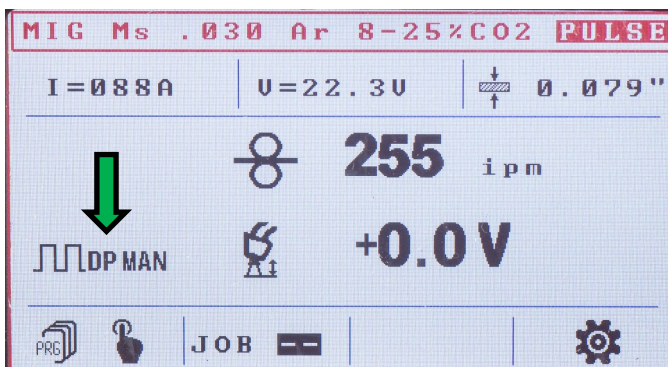 MIG Ms .030 Ar 8-25%CO2 PULSE
I=088A V=22.3V 0.079"
255 ipm
DP MAN +0.0V
PRG JOB --